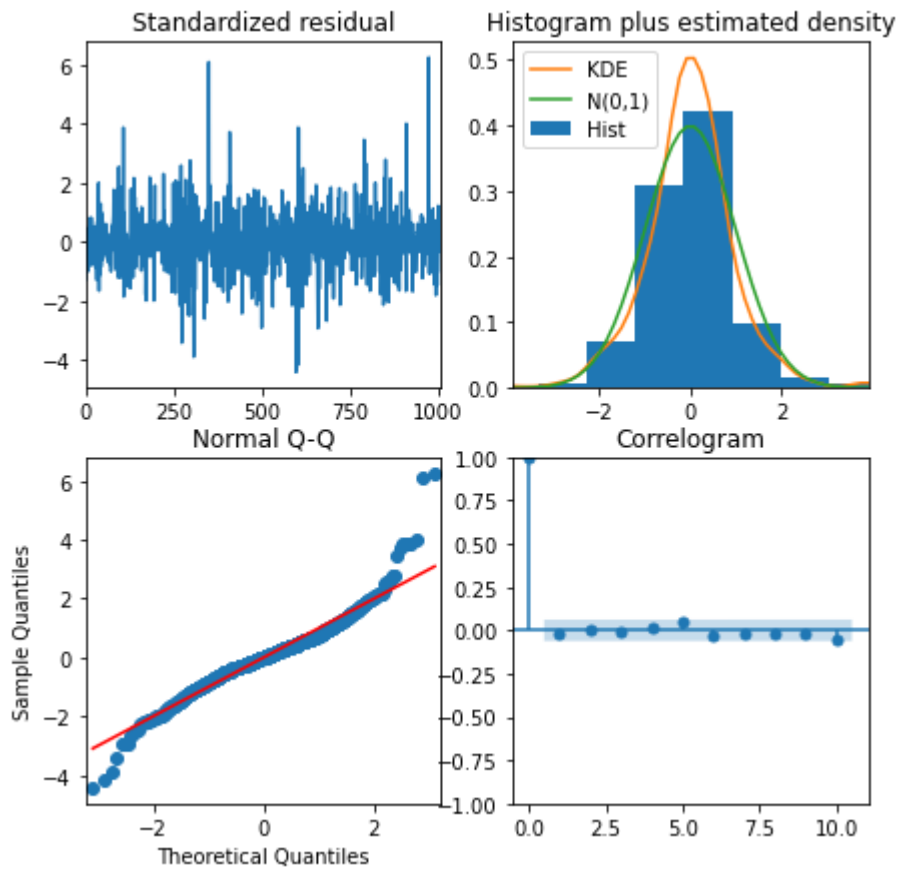 Standardized residual
6
4
2
0
−2
−4
0 250 500 750 1000
Histogram plus estimated density
KDE
N(0,1)
Hist
0.5
0.4
0.3
0.2
0.1
0.0
−2 0 2
Normal Q-Q
Sample Quantiles
6
4
2
0
−2
−4
−2 0 2
Theoretical Quantiles
Correlogram
1.00
0.75
0.50
0.25
0.00
−0.25
−0.50
−0.75
−1.00
0.0 2.5 5.0 7.5 10.0